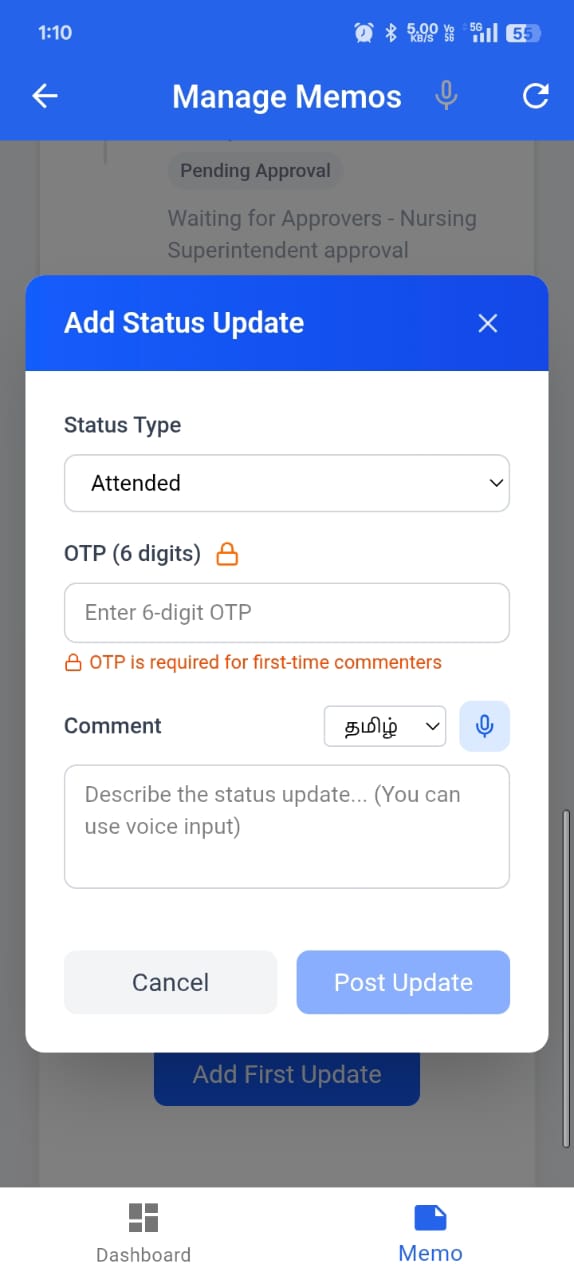 1:10
5.00
KB/S
Vo
5G
5G
55
Manage Memos
Pending Approval
Waiting for Approvers - Nursing
Superintendent approval
Add Status Update
Status Type
Attended
OTP (6 digits)
Enter 6-digit OTP
OTP is required for first-time commenters
Comment
தமிழ்
Describe the status update... (You can
use voice input)
Cancel
Post Update
Add First Update
Dashboard
Memo